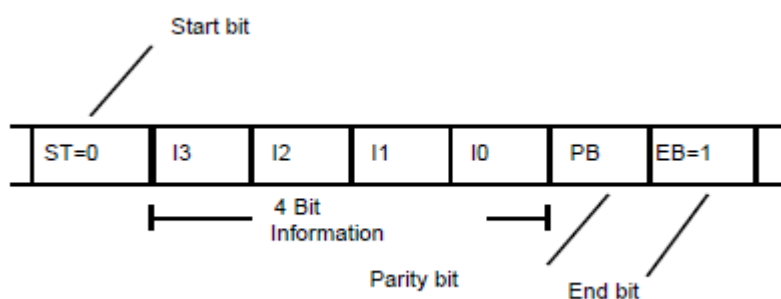 Start bit
ST=0 I3 I2 I1 I0 PB EB=1
4 Bit
Information
Parity bit
End bit